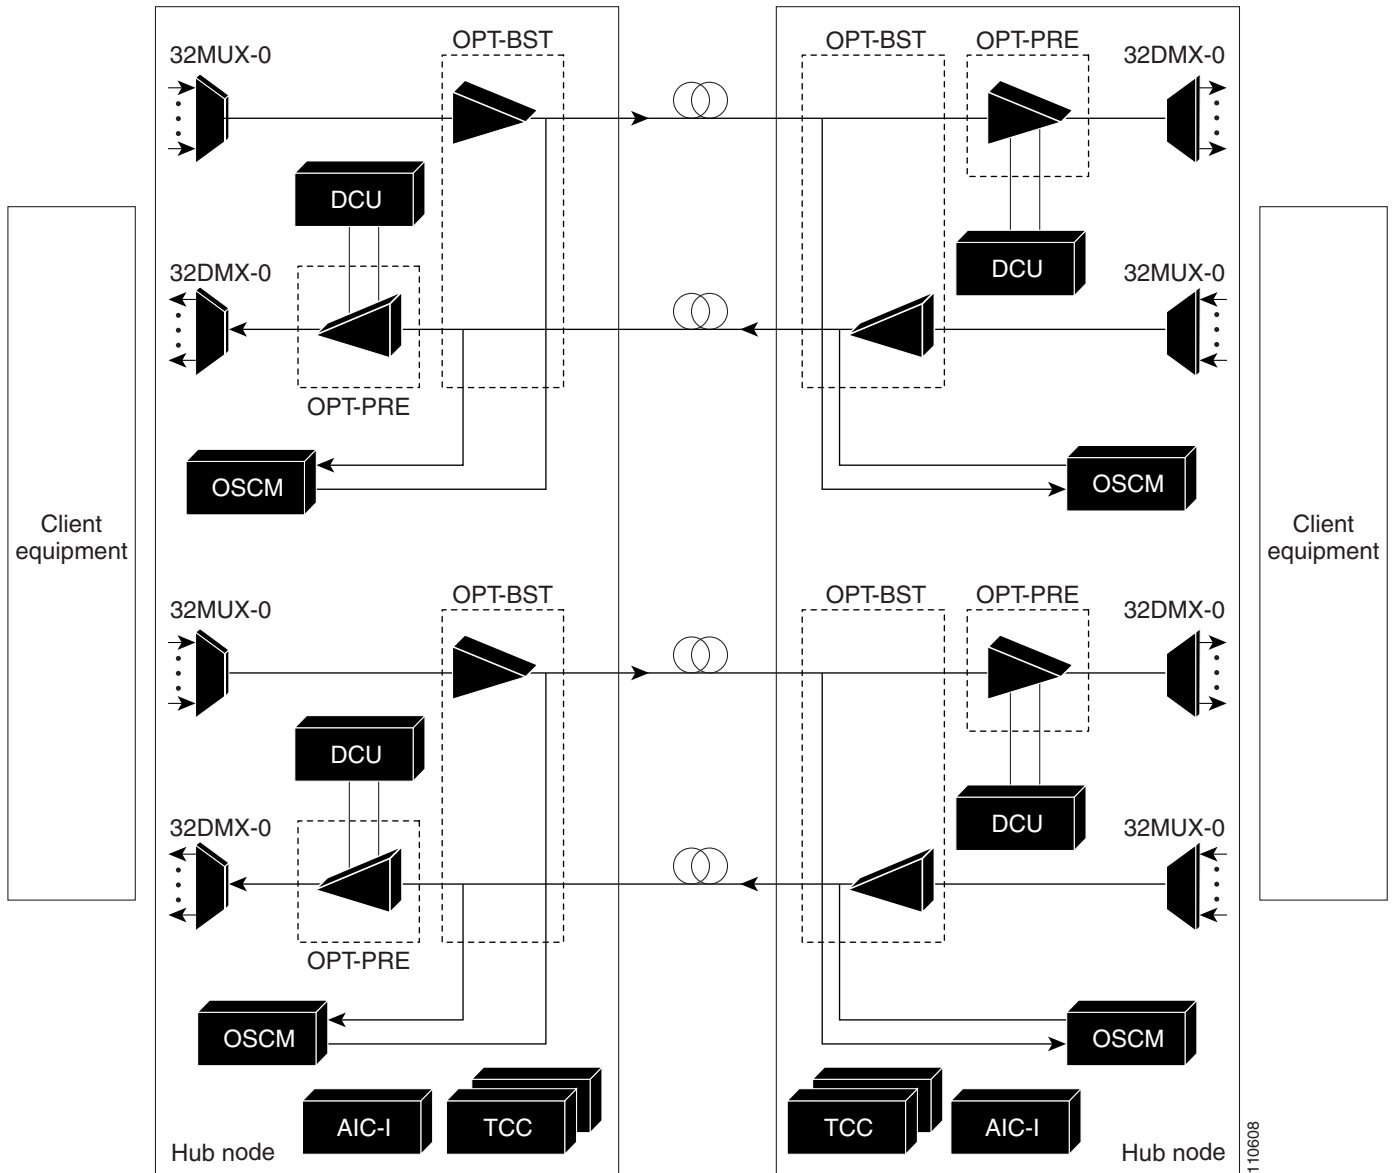 OPT-BST
OPT-BST
OPT-PRE
32MUX-0
32DMX-0
DCU
DCU
32DMX-0
32MUX-0
OPT-PRE
OSCM
OSCM
Client
equipment
Client
equipment
OPT-BST
OPT-BST
OPT-PRE
32MUX-0
32DMX-0
DCU
DCU
32DMX-0
32MUX-0
OPT-PRE
OSCM
OSCM
AIC-I
TCC
TCC
AIC-I
Hub node
Hub node
110608